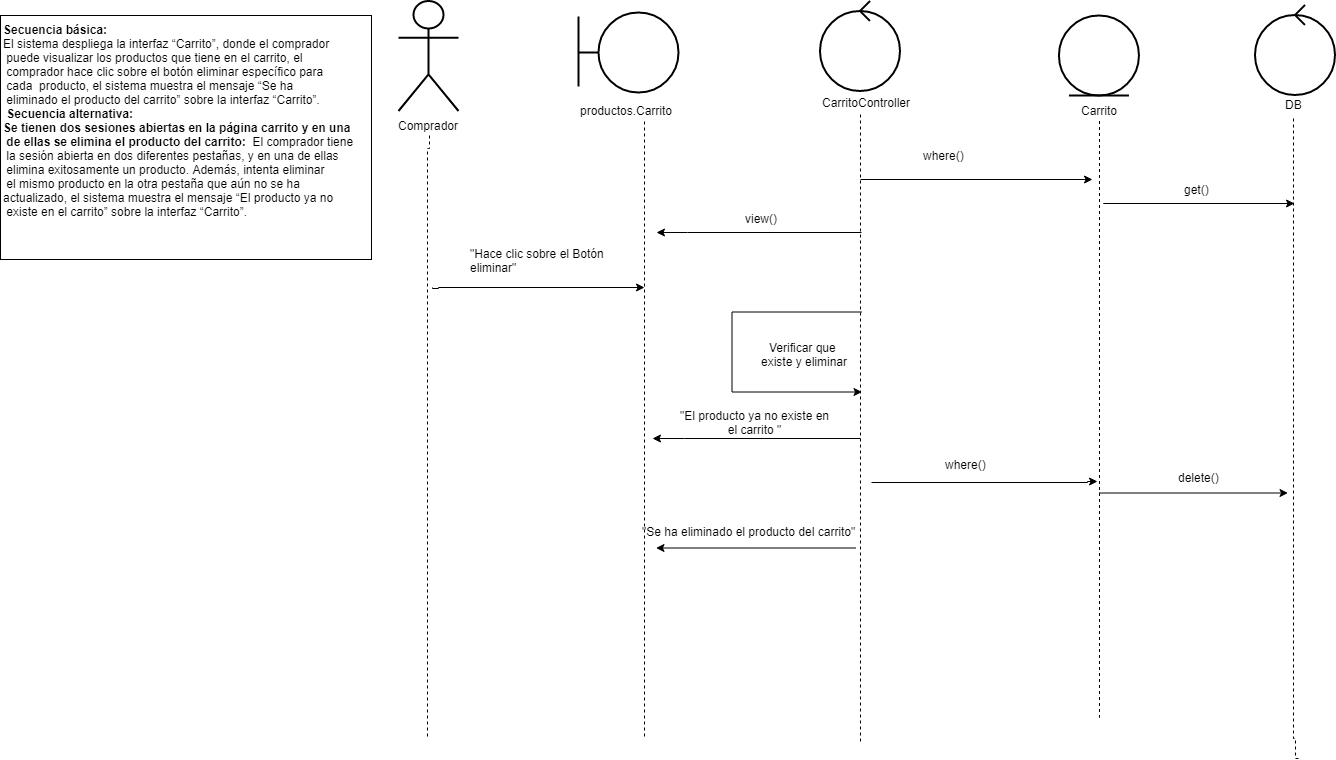 Secuencia básica:
El sistema despliega la interfaz “Carrito”, donde el comprador
puede visualizar los productos que tiene en el carrito, el
comprador hace clic sobre el botón eliminar específico para
cada producto, el sistema muestra el mensaje “Se ha
eliminado el producto del carrito” sobre la interfaz “Carrito”.
Secuencia alternativa:
Se tienen dos sesiones abiertas en la página carrito y en una
de ellas se elimina el producto del carrito: El comprador tiene
la sesión abierta en dos diferentes pestañas, y en una de ellas
elimina exitosamente un producto. Además, intenta eliminar
el mismo producto en la otra pestaña que aún no se ha
actualizado, el sistema muestra el mensaje “El producto ya no
existe en el carrito” sobre la interfaz “Carrito”.
Comprador
productos.Carrito
CarritoController
Carrito
DB
where()
get()
view()
"Hace clic sobre el Botón
eliminar"
Verificar que
existe y eliminar
"El producto ya no existe en
el carrito "
where()
delete()
"Se ha eliminado el producto del carrito"